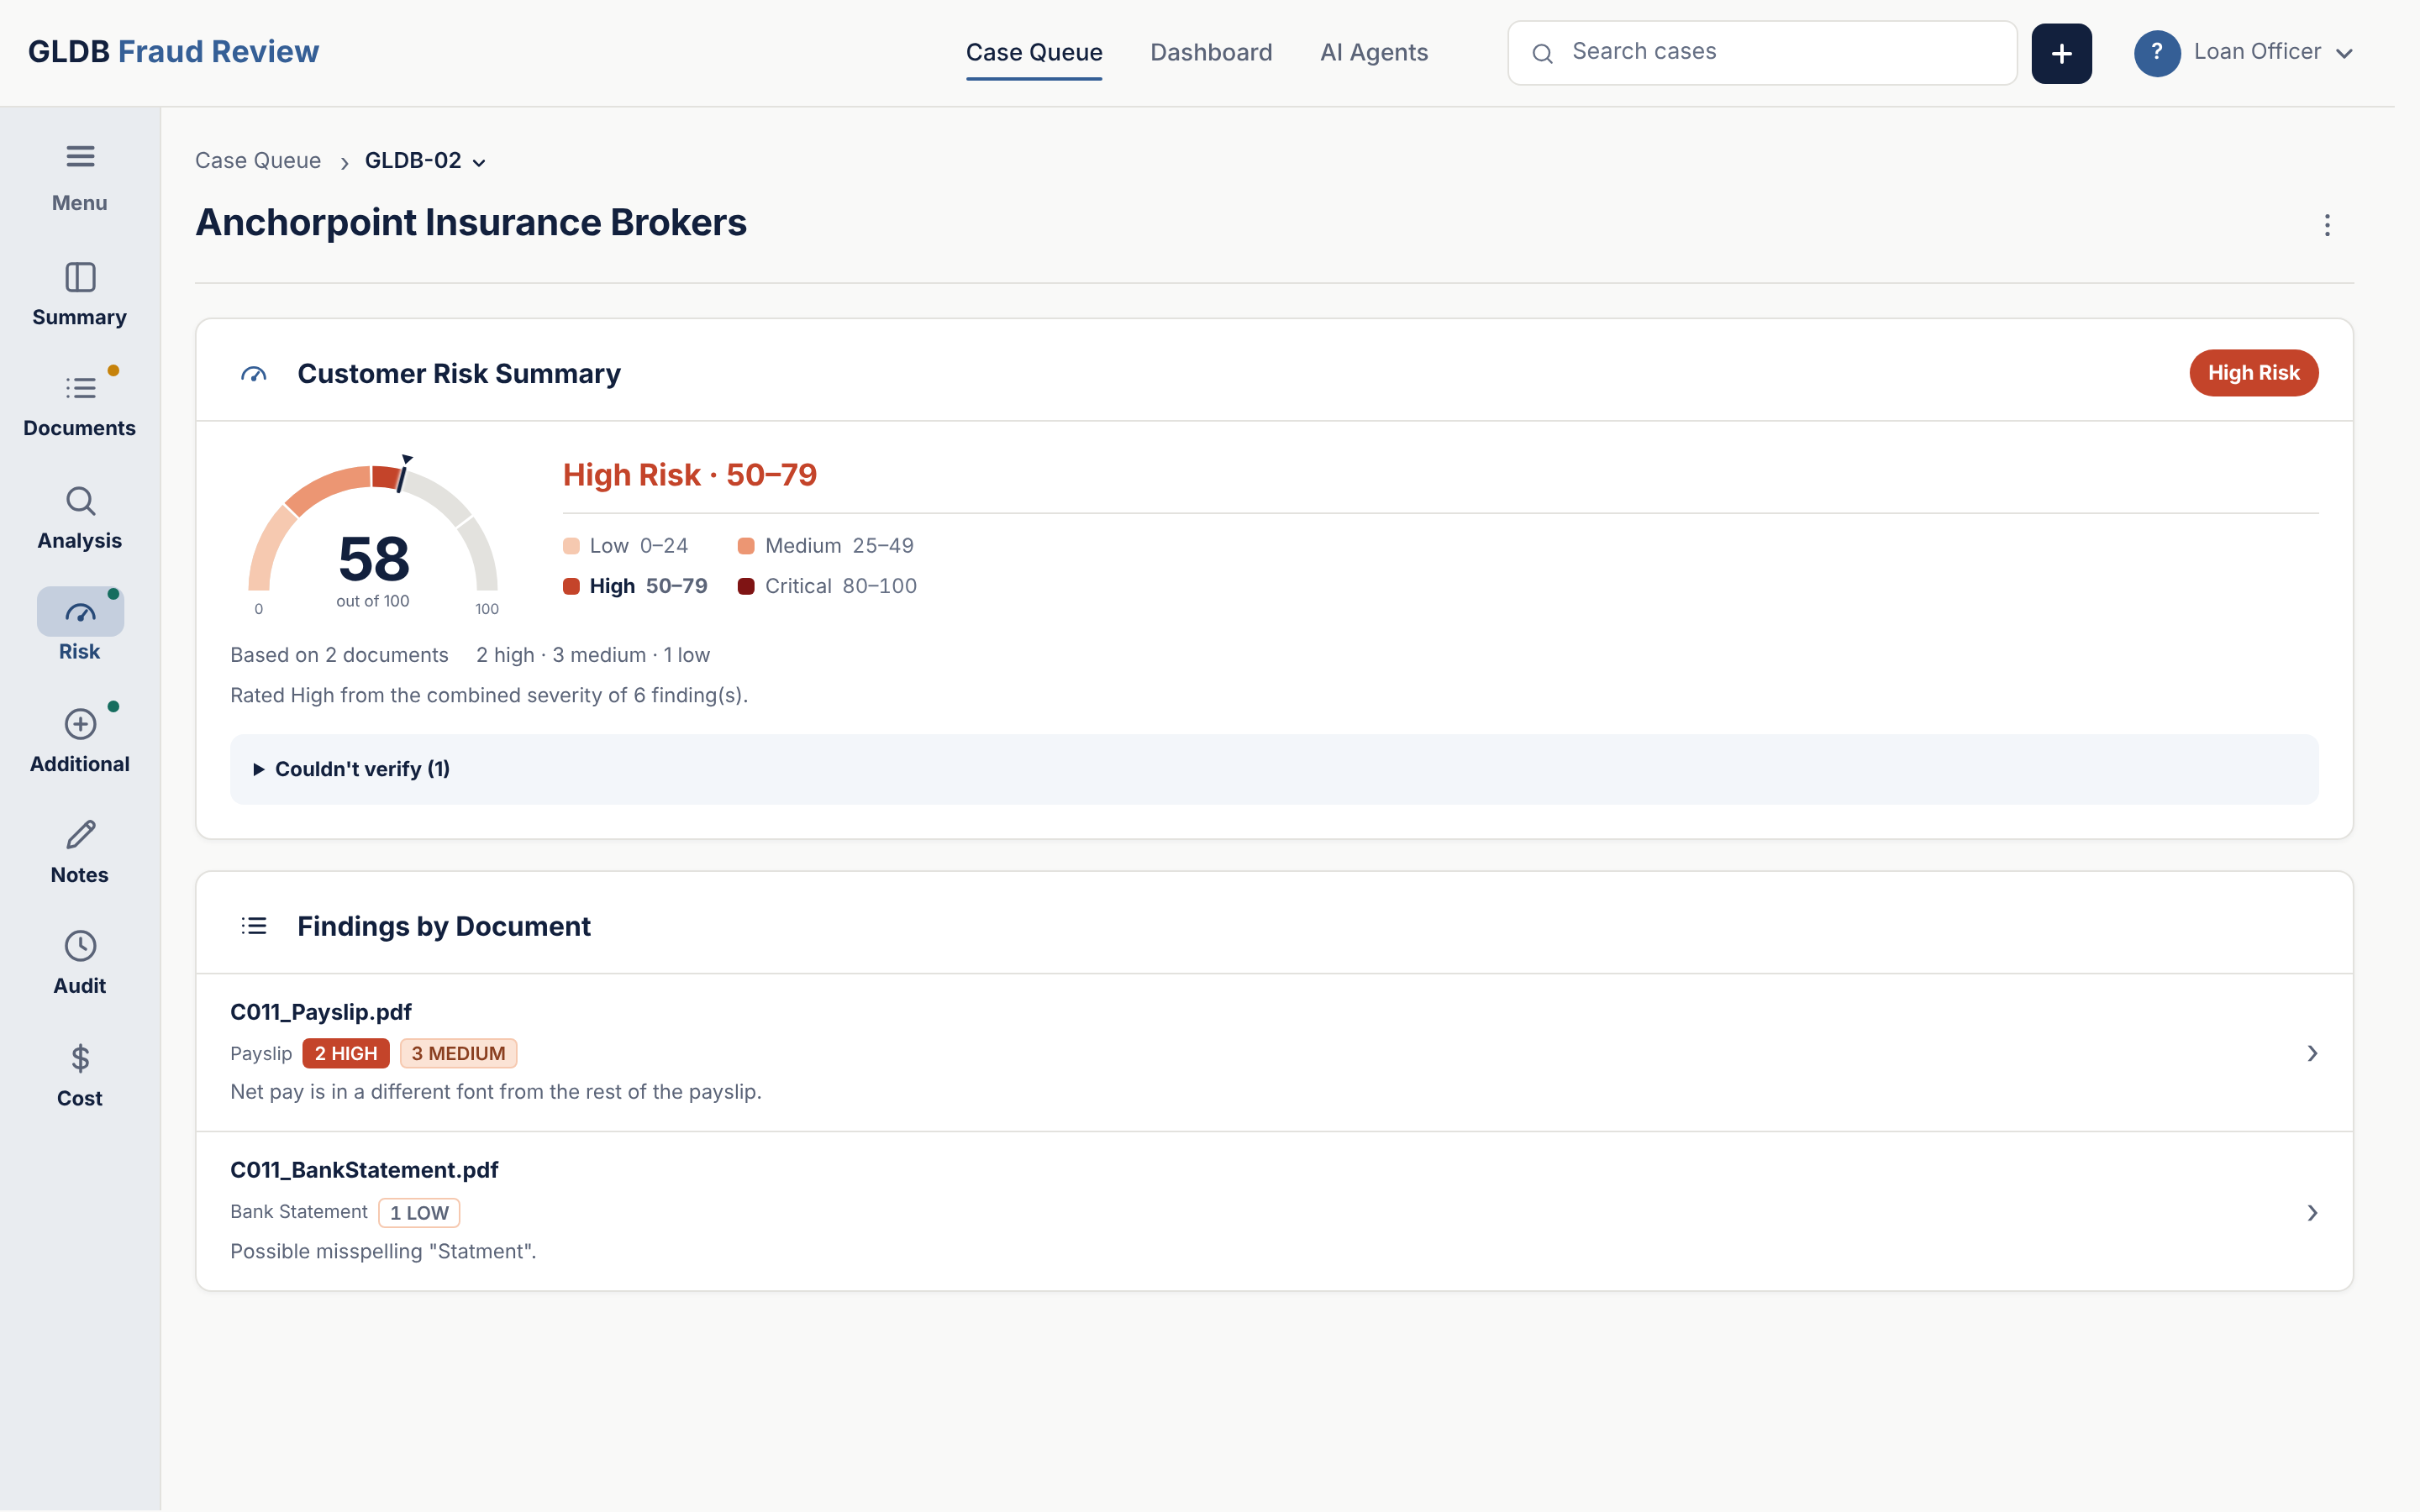 GLDB Fraud Review
Case Queue
Dashboard
AI Agents
Search cases
+
?
Loan Officer
Menu
Summary
Documents
Analysis
Risk
Additional
Notes
Audit
Cost
Case Queue › GLDB-02
Anchorpoint Insurance Brokers
Customer Risk Summary
High Risk
58
out of 100
0
100
High Risk · 50–79
Low 0–24
Medium 25–49
High 50–79
Critical 80–100
Based on 2 documents 2 high · 3 medium · 1 low
Rated High from the combined severity of 6 finding(s).
Couldn't verify (1)
Findings by Document
C011_Payslip.pdf
Payslip 2 HIGH 3 MEDIUM
Net pay is in a different font from the rest of the payslip.
C011_BankStatement.pdf
Bank Statement 1 LOW
Possible misspelling "Statment".